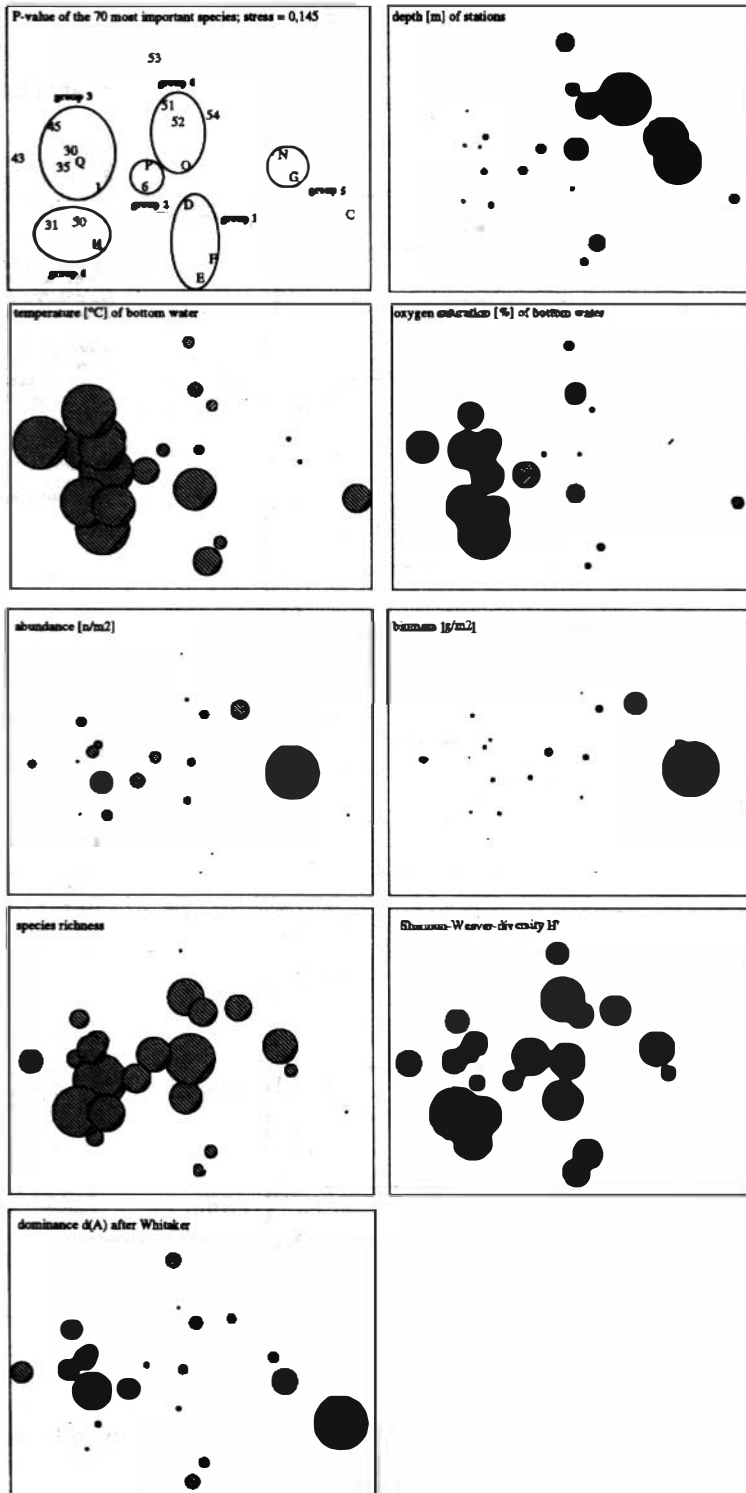 P-value of the 70 most important species; stress = 0,145
depth [m] of stations
53
group 6
group 3
51
54
45
52
43
30
Q
35
P
O
N
G
1
6
group 5
group 2
D
group 1
C
31
50
F
E
temperature [°C] of bottom water
oxygen saturation [%] of bottom water
abundance [n/m2]
biomass [g/m2]
species richness
Shannon-Weaver-diversity H'
dominance d(A) after Whitaker